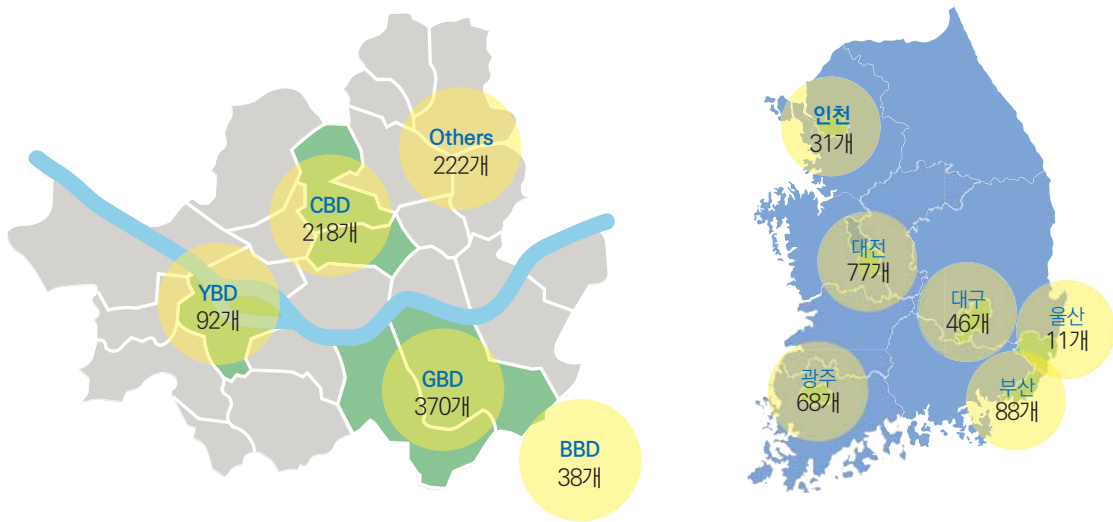 Others
222개
CBD
218개
YBD
92개
GBD
370개
BBD
38개
인천
31개
대전
77개
대구
46개
울산
11개
광주
68개
부산
88개